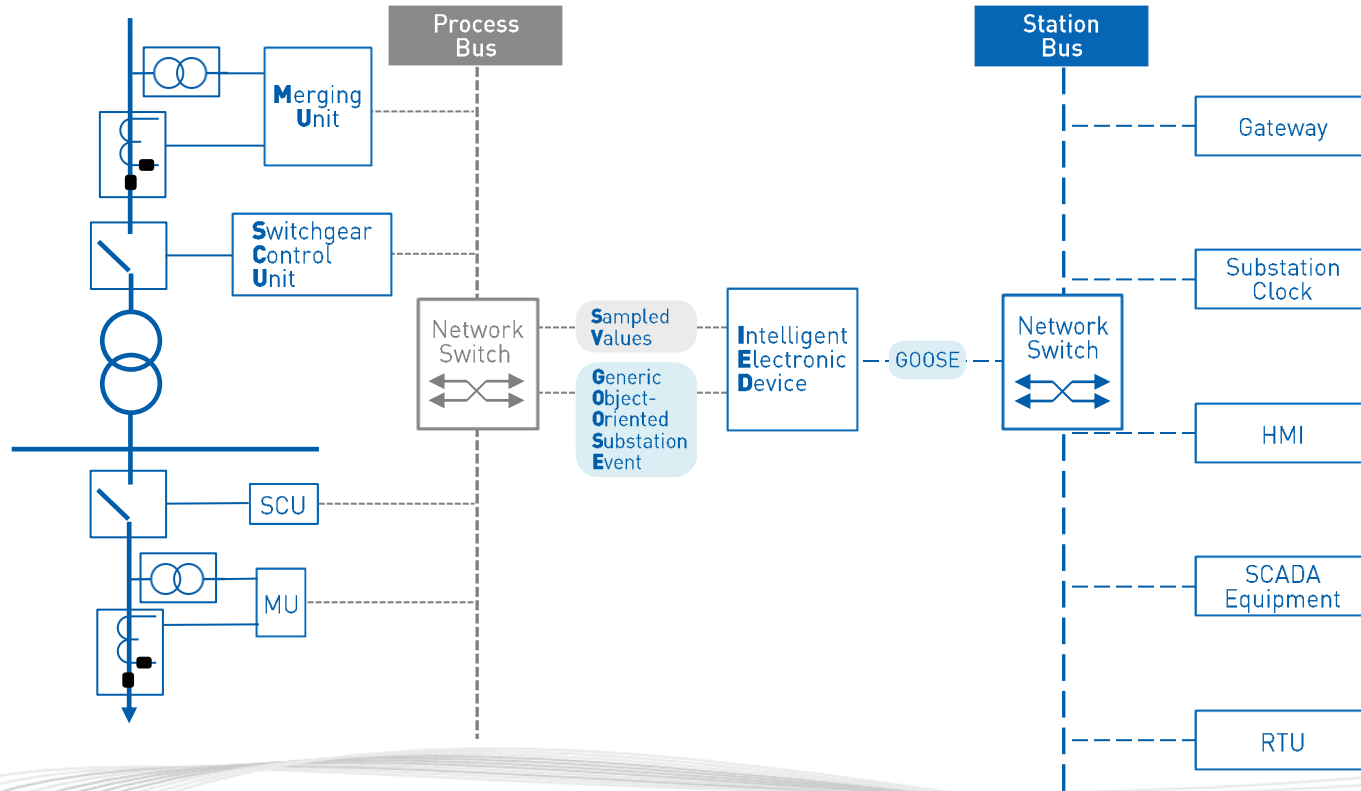 Process
Bus
Station
Bus
Merging
Unit
Gateway
Switchgear
Control
Unit
Substation
Clock
Network
Switch
Sampled
Values
Generic
Object-
Oriented
Substation
Event
Intelligent
Electronic
Device
GOOSE
Network
Switch
HMI
SCU
MU
SCADA
Equipment
RTU